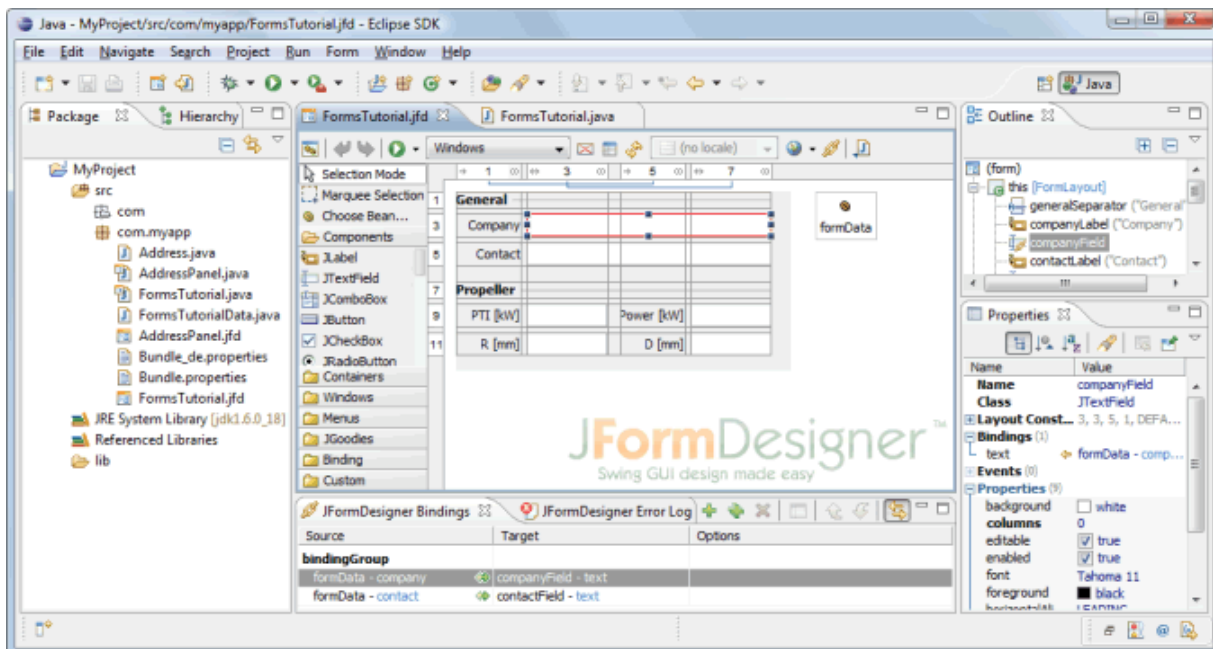 Java - MyProject/src/com/myapp/FormsTutorial.jfd - Eclipse SDK
File Edit Navigate Search Project Run Form Window Help
Java
Package Hierarchy
MyProject
src
com
com.myapp
Address.java
AddressPanel.java
FormsTutorial.java
FormsTutorialData.java
AddressPanel.jfd
Bundle_de.properties
Bundle.properties
FormsTutorial.jfd
JRE System Library [jdk1.6.0_18]
Referenced Libraries
lib
FormsTutorial.jfd FormsTutorial.java
Windows (no locale)
Selection Mode
Marquee Selection
Choose Bean...
Components
JLabel
JTextField
JComboBox
JButton
JCheckBox
JRadioButton
Containers
Windows
Menus
JGoodies
Binding
Custom
1 3 5 7
1 General
3 Company
5 Contact
7 Propeller
9 PTI [kW] Power [kW]
11 R [mm] D [mm]
formData
JFormDesigner™
Swing GUI design made easy
JFormDesigner Bindings JFormDesigner Error Log
Source Target Options
bindingGroup
formData - company companyField - text
formData - contact contactField - text
Outline
(form)
this [FormLayout]
generalSeparator ("General"
companyLabel ("Company")
companyField
contactLabel ("Contact")
Properties
Name Value
Name companyField
Class JTextField
Layout Const... 3, 3, 5, 1, DEFA...
Bindings (1)
text formData - comp...
Events (0)
Properties (9)
background white
columns 0
editable true
enabled true
font Tahoma 11
foreground black